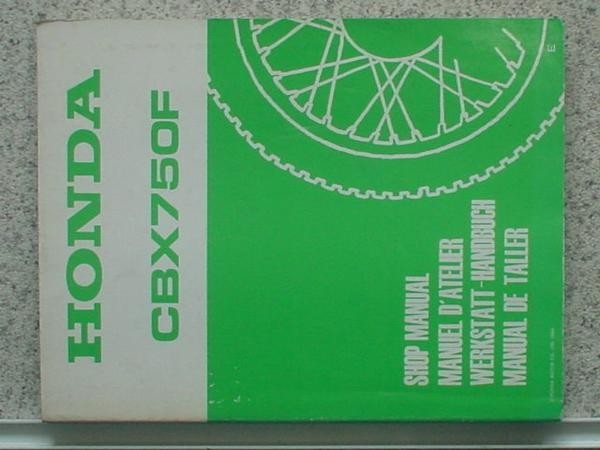 HONDA
CBX750F
SHOP MANUAL
MANUEL D'ATELIER
WERKSTATT-HANDBUCH
MANUAL DE TALLER
E